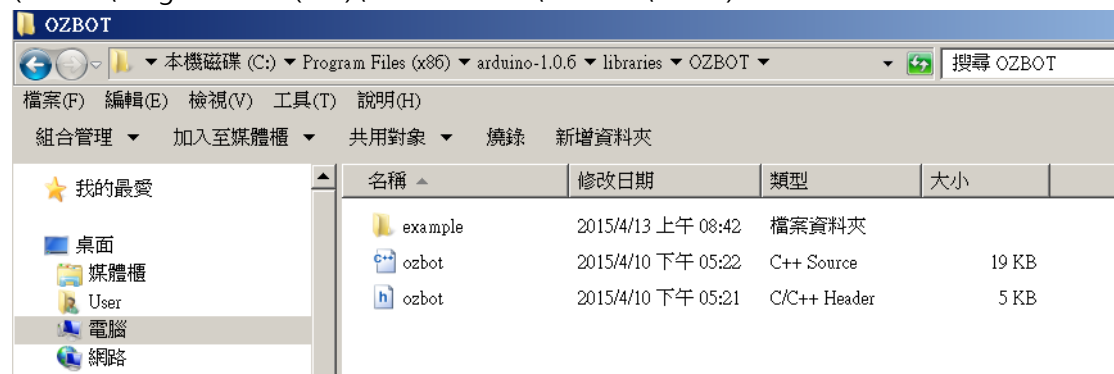 OZBOT
本機磁碟 (C:) Program Files (x86) arduino-1.0.6 libraries OZBOT 搜尋 OZBOT
檔案(F) 編輯(E) 檢視(V) 工具(T) 說明(H)
組合管理 加入至媒體櫃 共用對象 燒錄 新增資料夾
我的最愛
桌面
媒體櫃
User
電腦
網路
名稱 修改日期 類型 大小
example 2015/4/13 上午 08:42 檔案資料夾
ozbot 2015/4/10 下午 05:22 C++ Source 19 KB
ozbot 2015/4/10 下午 05:21 C/C++ Header 5 KB